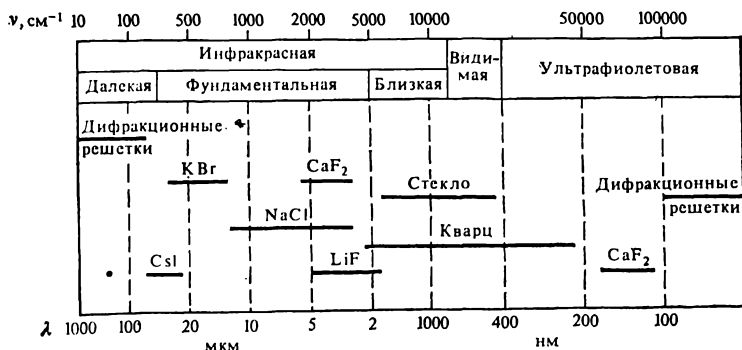 ν, см⁻¹ 10 100 500 1000 2000 5000 10000 50000 100000
Инфракрасная
Види-
мая
Ультрафиолетовая
Далекая Фундаментальная Близкая
Дифракционные
решетки
KBr CaF₂ Стекло Дифракционные
решетки
NaCl Кварц
CsI LiF CaF₂
λ 1000 100 20 10 5 2 1000 400 200 100
мкм нм